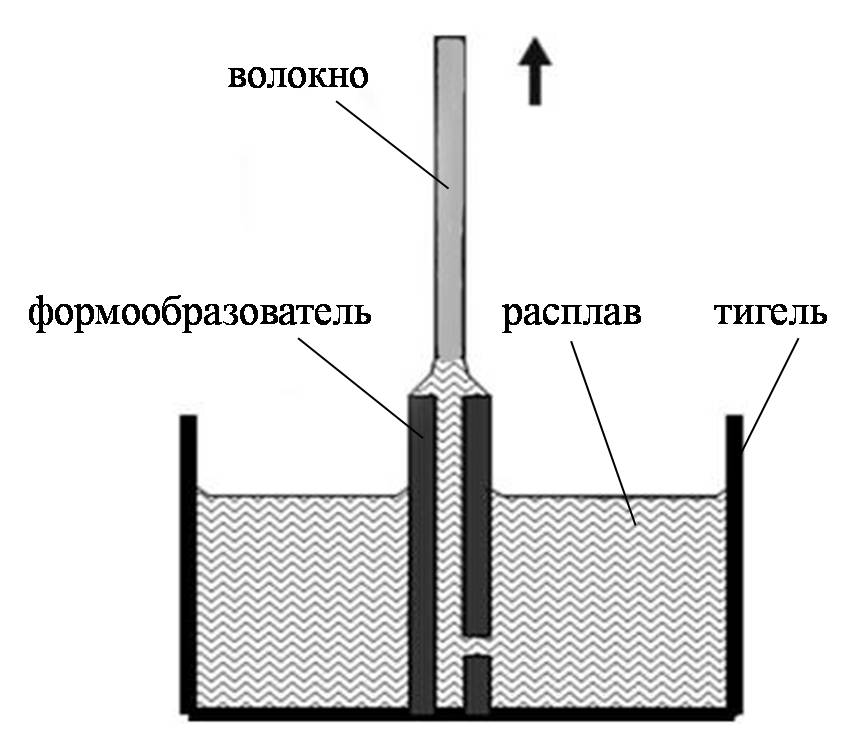 волокно
формообразователь
расплав
тигель